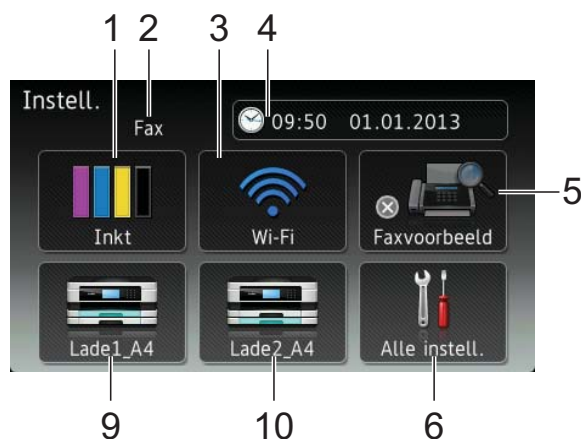 1 2 3 4
Instell.
Fax
09:50 01.01.2013
5
Inkt Wi-Fi Faxvoorbeeld
Lade1_A4 Lade2_A4 Alle instell.
9 10 6